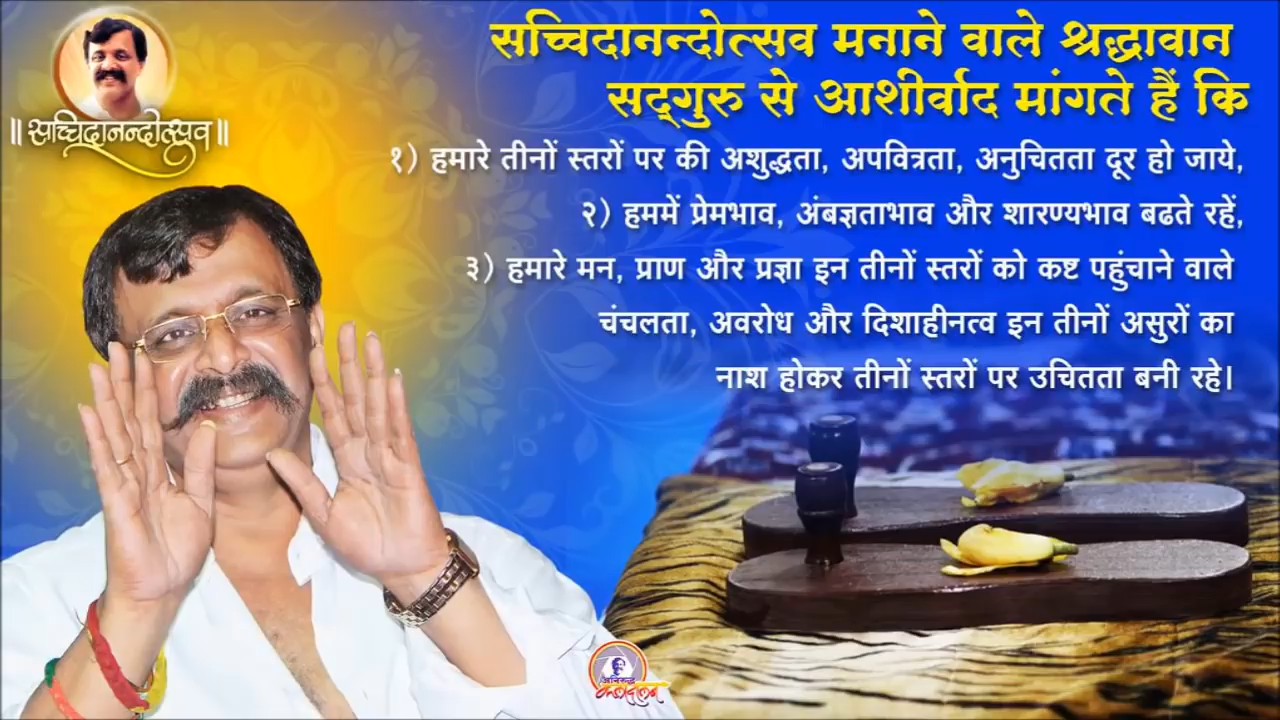 ॥सच्चिदानन्दोत्सव॥
सच्चिदानन्दोत्सव मनाने वाले श्रद्धावान
सद्‌गुरु से आशीर्वाद मांगते हैं कि
१) हमारे तीनों स्तरों पर की अशुद्धता, अपवित्रता, अनुचितता दूर हो जाये,
२) हममें प्रेमभाव, अंबज्ञताभाव और शारण्यभाव बढते रहें,
३) हमारे मन, प्राण और प्रज्ञा इन तीनों स्तरों को कष्ट पहुंचाने वाले
चंचलता, अवरोध और दिशाहीनत्व इन तीनों असुरों का
नाश होकर तीनों स्तरों पर उचितता बनी रहे।
अनिरुद्ध